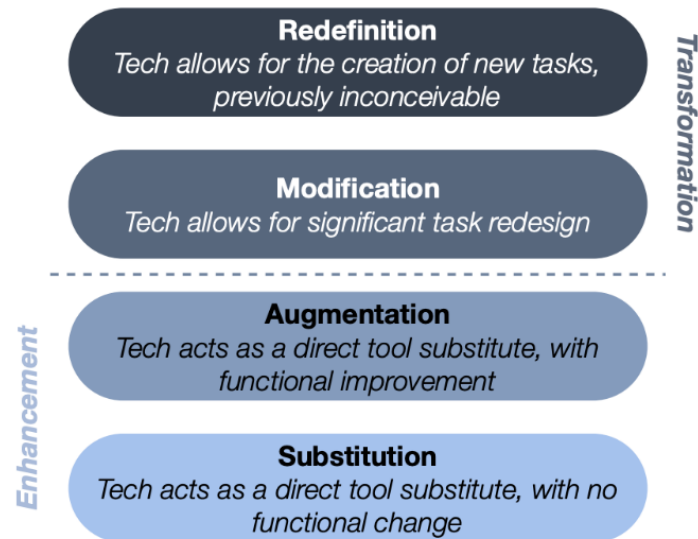 Redefinition
Tech allows for the creation of new tasks,
previously inconceivable
Transformation
Modification
Tech allows for significant task redesign
Augmentation
Tech acts as a direct tool substitute, with
functional improvement
Enhancement
Substitution
Tech acts as a direct tool substitute, with no
functional change